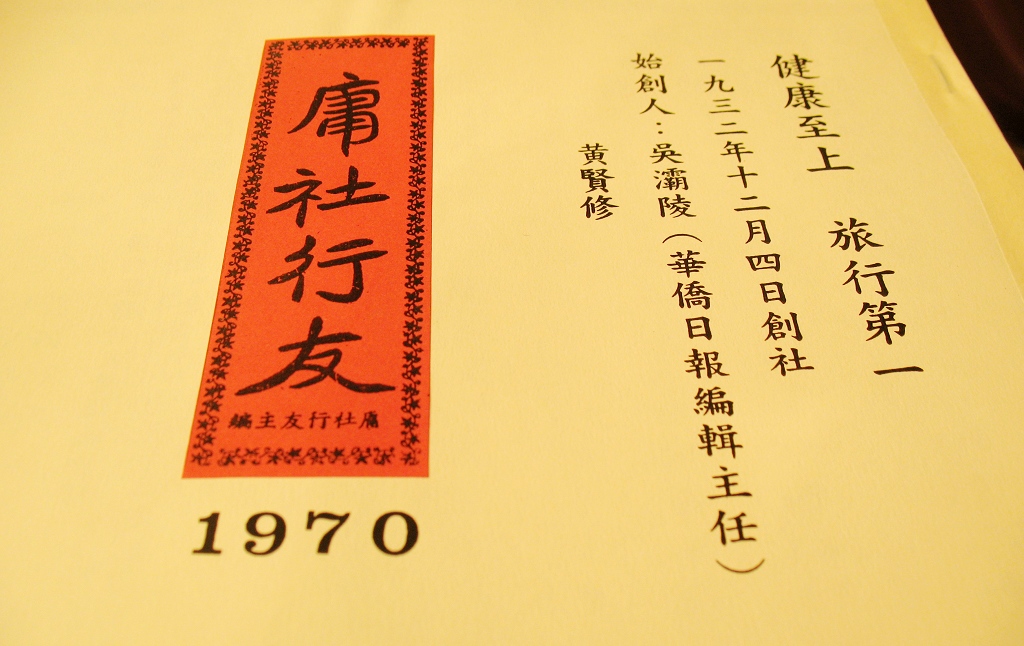 健康至上 旅行第一
一九三二年十二月四日創社
始創人：吳灞陵（華僑日報編輯主任）
黃賢修
庸社行友
庸社行友主編
1970